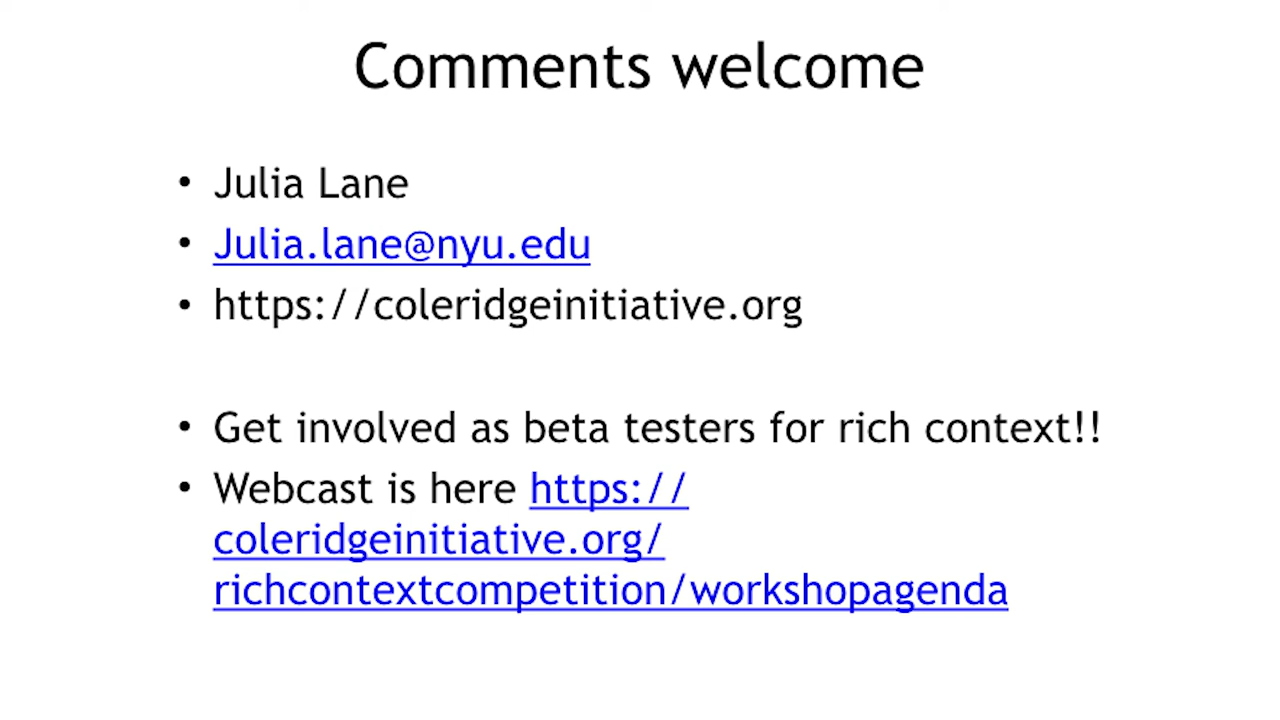 Comments welcome
• Julia Lane
• Julia.lane@nyu.edu
• https://coleridgeinitiative.org
• Get involved as beta testers for rich context!!
• Webcast is here https://
coleridgeinitiative.org/
richcontextcompetition/workshopagenda